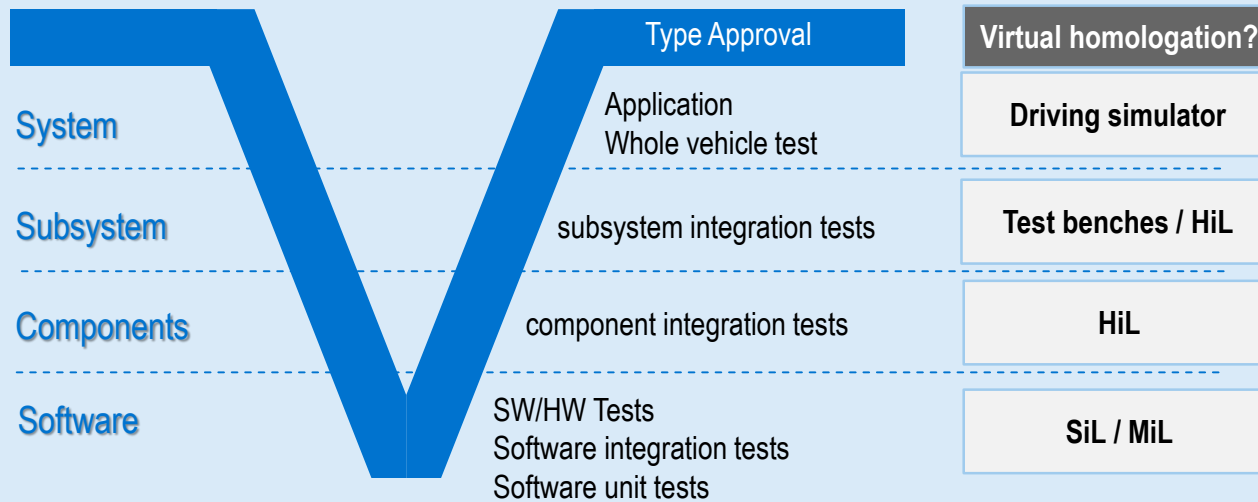 Type Approval
Virtual homologation?
System
Application
Whole vehicle test
Driving simulator
Subsystem
subsystem integration tests
Test benches / HiL
Components
component integration tests
HiL
Software
SW/HW Tests
Software integration tests
Software unit tests
SiL / MiL